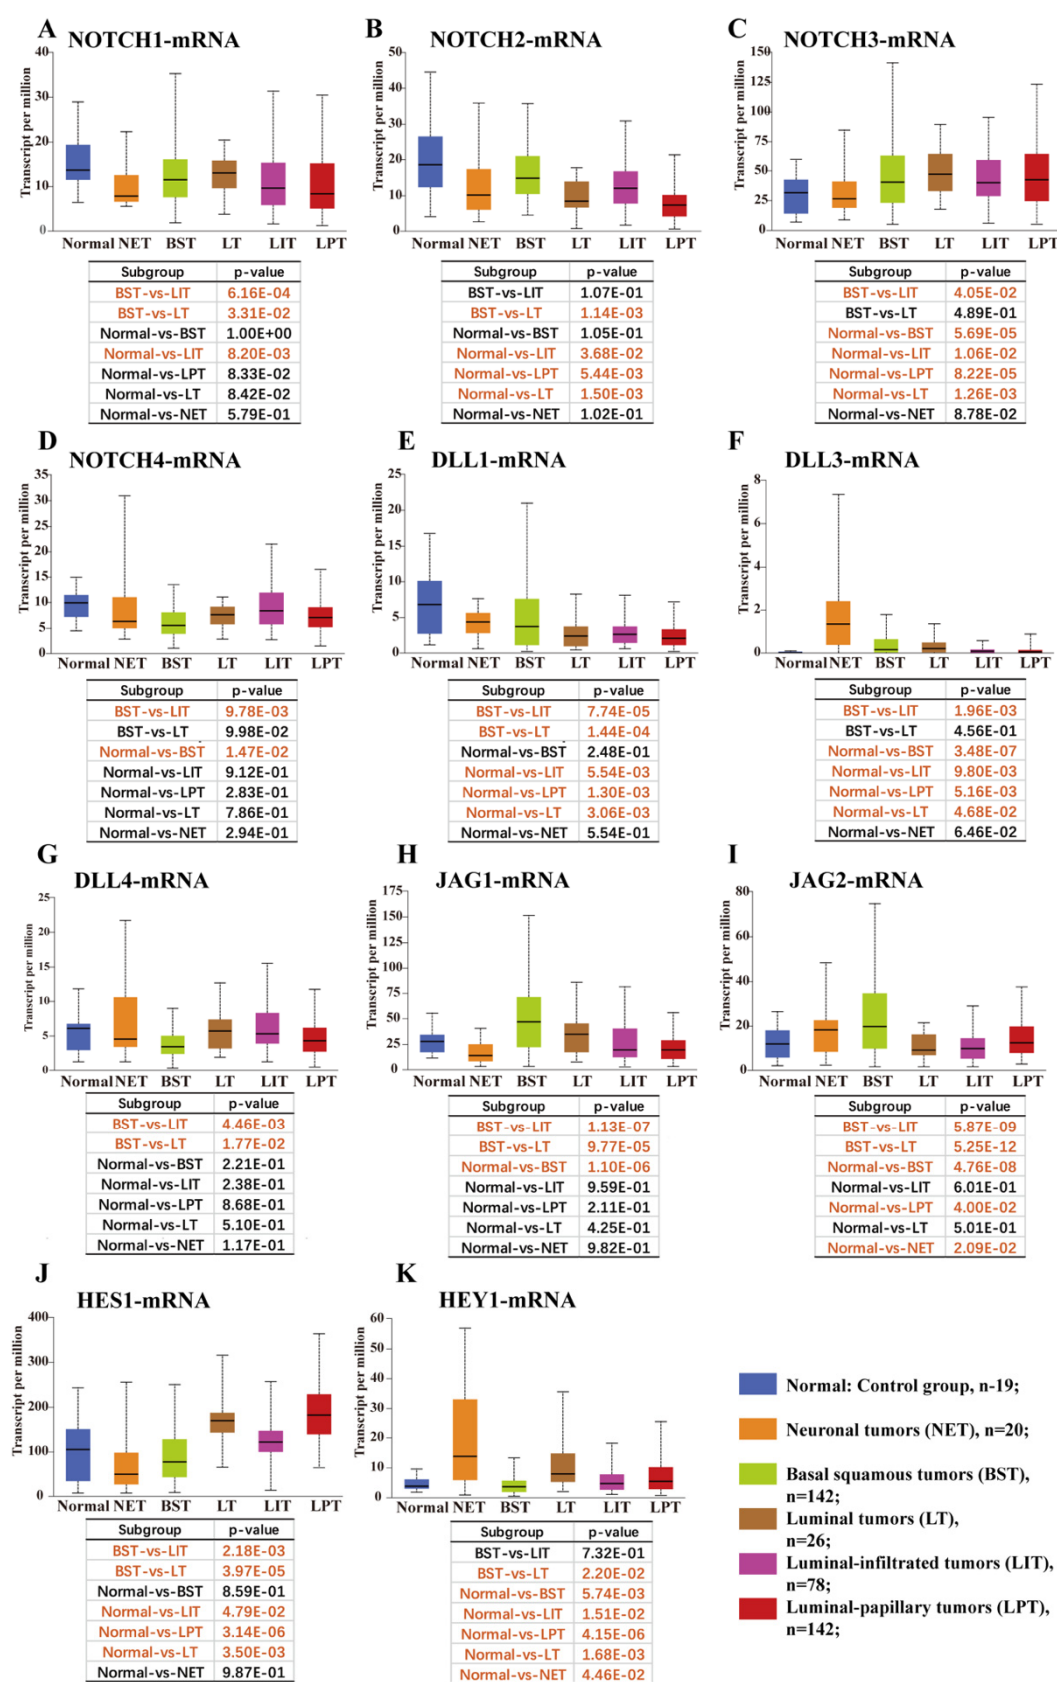 A NOTCH1-mRNA
Transcript per million
40
30
20
10
0
Normal NET BST LT LIT LPT
Subgroup p-value
BST-vs-LIT 6.16E-04
BST-vs-LT 3.31E-02
Normal-vs-BST 1.00E+00
Normal-vs-LIT 8.20E-03
Normal-vs-LPT 8.33E-02
Normal-vs-LT 8.42E-02
Normal-vs-NET 5.79E-01
B NOTCH2-mRNA
Transcript per million
50
40
30
20
10
0
Normal NET BST LT LIT LPT
Subgroup p-value
BST-vs-LIT 1.07E-01
BST-vs-LT 1.14E-03
Normal-vs-BST 1.05E-01
Normal-vs-LIT 3.68E-02
Normal-vs-LPT 5.44E-03
Normal-vs-LT 1.50E-03
Normal-vs-NET 1.02E-01
C NOTCH3-mRNA
Transcript per million
150
125
100
75
50
25
0
Normal NET BST LT LIT LPT
Subgroup p-value
BST-vs-LIT 4.05E-02
BST-vs-LT 4.89E-01
Normal-vs-BST 5.69E-05
Normal-vs-LIT 1.06E-02
Normal-vs-LPT 8.22E-05
Normal-vs-LT 1.26E-03
Normal-vs-NET 8.78E-02
D NOTCH4-mRNA
Transcript per million
35
30
25
20
15
10
5
0
Normal NET BST LT LIT LPT
Subgroup p-value
BST-vs-LIT 9.78E-03
BST-vs-LT 9.98E-02
Normal-vs-BST 1.47E-02
Normal-vs-LIT 9.12E-01
Normal-vs-LPT 2.83E-01
Normal-vs-LT 7.86E-01
Normal-vs-NET 2.94E-01
E DLL1-mRNA
Transcript per million
25
20
15
10
5
0
Normal NET BST LT LIT LPT
Subgroup p-value
BST-vs-LIT 7.74E-05
BST-vs-LT 1.44E-04
Normal-vs-BST 2.48E-01
Normal-vs-LIT 5.54E-03
Normal-vs-LPT 1.30E-03
Normal-vs-LT 3.06E-03
Normal-vs-NET 5.54E-01
F DLL3-mRNA
Transcript per million
8
6
4
2
0
Normal NET BST LT LIT LPT
Subgroup p-value
BST-vs-LIT 1.96E-03
BST-vs-LT 4.56E-01
Normal-vs-BST 3.48E-07
Normal-vs-LIT 9.80E-03
Normal-vs-LPT 5.16E-03
Normal-vs-LT 4.68E-02
Normal-vs-NET 6.46E-02
G DLL4-mRNA
Transcript per million
25
20
15
10
5
0
Normal NET BST LT LIT LPT
Subgroup p-value
BST-vs-LIT 4.46E-03
BST-vs-LT 1.77E-02
Normal-vs-BST 2.21E-01
Normal-vs-LIT 2.38E-01
Normal-vs-LPT 8.68E-01
Normal-vs-LT 5.10E-01
Normal-vs-NET 1.17E-01
H JAG1-mRNA
Transcript per million
175
150
125
100
75
50
25
0
Normal NET BST LT LIT LPT
Subgroup p-value
BST-vs-LIT 1.13E-07
BST-vs-LT 9.77E-05
Normal-vs-BST 1.10E-06
Normal-vs-LIT 9.59E-01
Normal-vs-LPT 2.11E-01
Normal-vs-LT 4.25E-01
Normal-vs-NET 9.82E-01
I JAG2-mRNA
Transcript per million
80
60
40
20
0
Normal NET BST LT LIT LPT
Subgroup p-value
BST-vs-LIT 5.87E-09
BST-vs-LT 5.25E-12
Normal-vs-BST 4.76E-08
Normal-vs-LIT 6.01E-01
Normal-vs-LPT 4.00E-02
Normal-vs-LT 5.01E-01
Normal-vs-NET 2.09E-02
J HES1-mRNA
Transcript per million
400
300
200
100
0
Normal NET BST LT LIT LPT
Subgroup p-value
BST-vs-LIT 2.18E-03
BST-vs-LT 3.97E-05
Normal-vs-BST 8.59E-01
Normal-vs-LIT 4.79E-02
Normal-vs-LPT 3.14E-06
Normal-vs-LT 3.50E-03
Normal-vs-NET 9.87E-01
K HEY1-mRNA
Transcript per million
60
50
40
30
20
10
0
Normal NET BST LT LIT LPT
Subgroup p-value
BST-vs-LIT 7.32E-01
BST-vs-LT 2.20E-02
Normal-vs-BST 5.74E-03
Normal-vs-LIT 1.51E-02
Normal-vs-LPT 4.15E-06
Normal-vs-LT 1.68E-03
Normal-vs-NET 4.46E-02
Normal: Control group, n-19;
Neuronal tumors (NET), n=20;
Basal squamous tumors (BST),
n=142;
Luminal tumors (LT),
n=26;
Luminal-infiltrated tumors (LIT),
n=78;
Luminal-papillary tumors (LPT),
n=142;